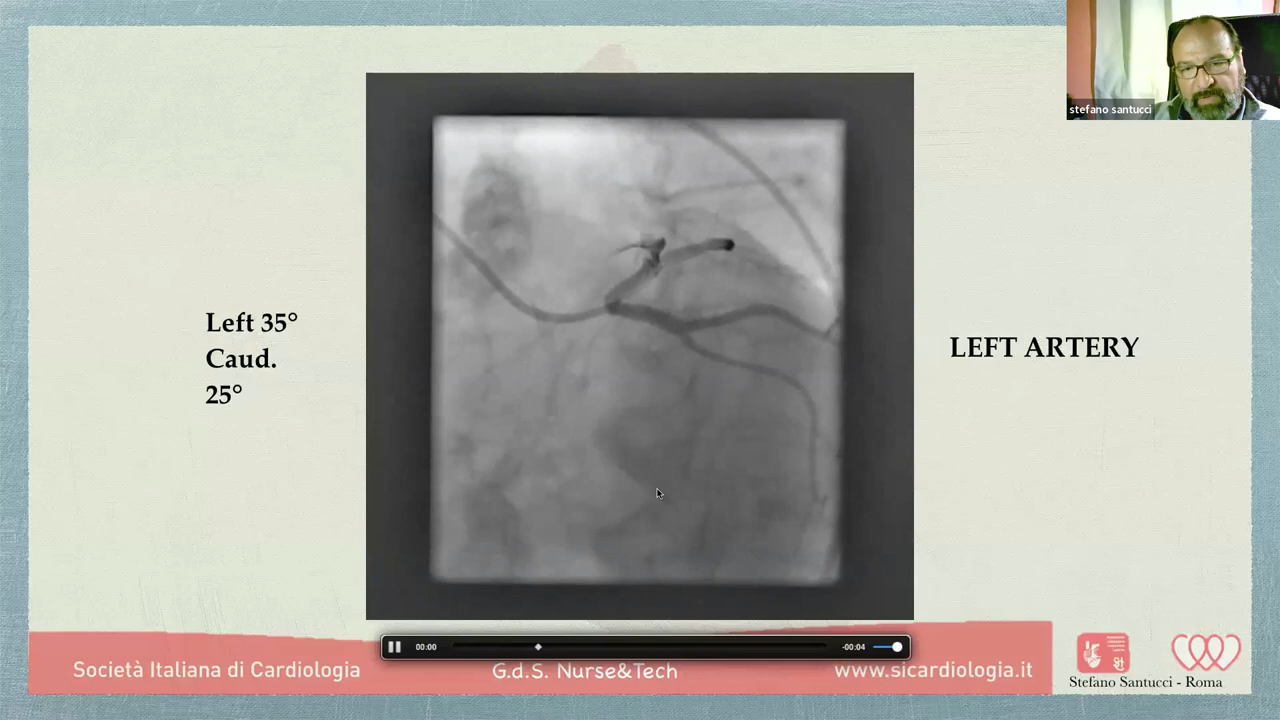 stefano santucci
Left 35°
Caud.
25°
LEFT ARTERY
00:00
-00:04
Società Italiana di Cardiologia
G.d.S. Nurse&Tech
www.sicardiologia.it
Stefano Santucci - Roma